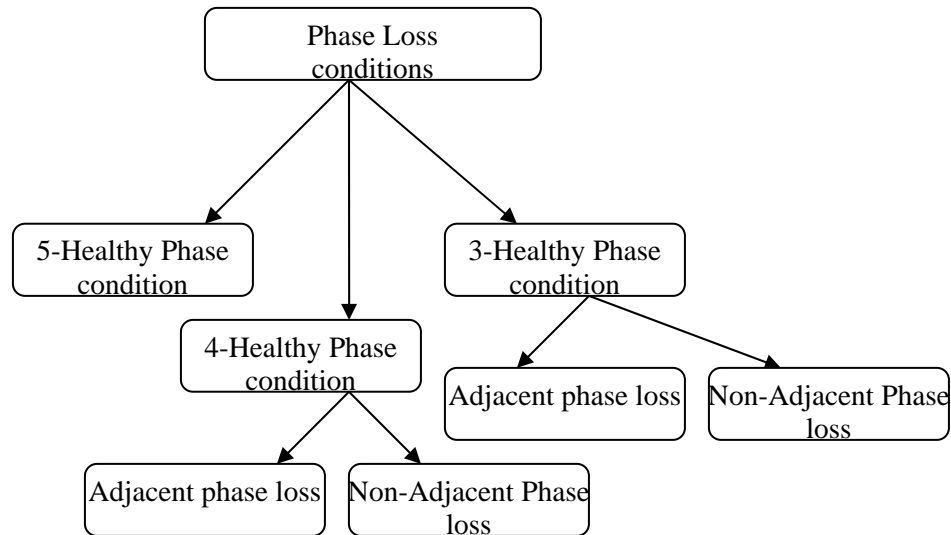 Phase Loss
conditions
5-Healthy Phase
condition
3-Healthy Phase
condition
4-Healthy Phase
condition
Adjacent phase loss
Non-Adjacent Phase
loss
Adjacent phase loss
Non-Adjacent Phase
loss